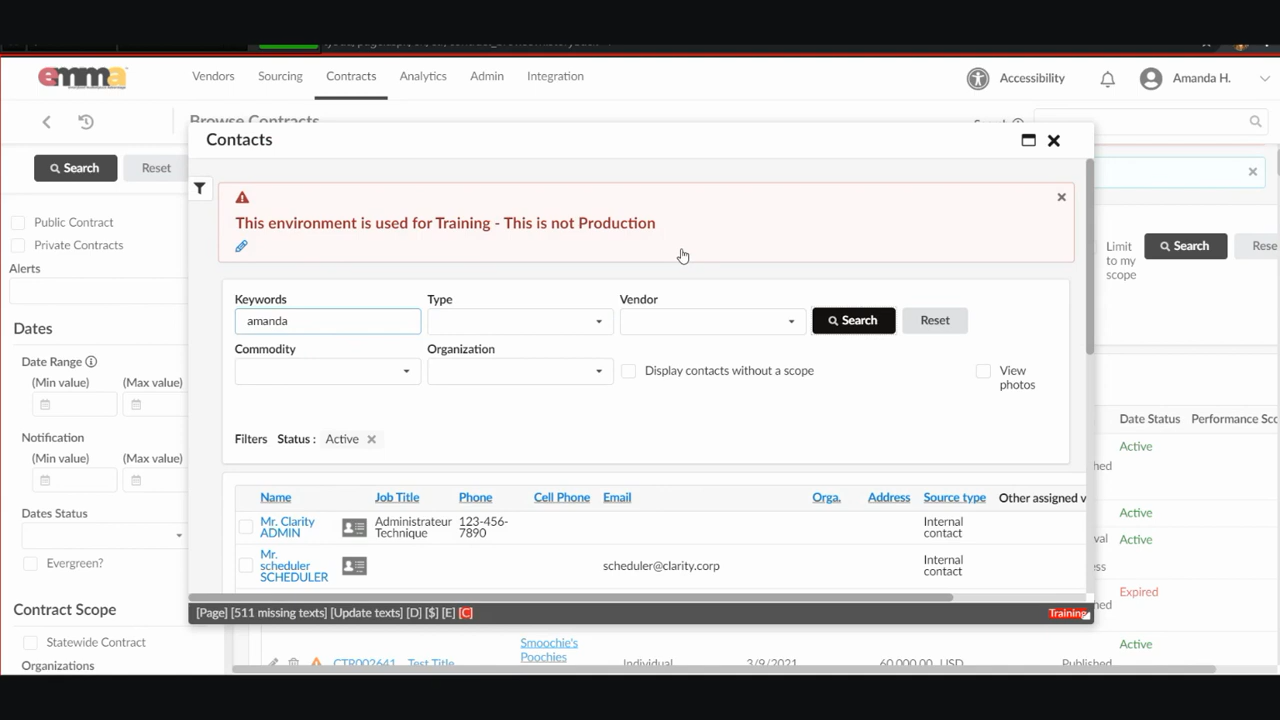 emma
Vendors Sourcing Contracts Analytics Admin Integration Accessibility Amanda H.
Browse Contracts
Contacts
Search Reset
Public Contract
Private Contracts
Alerts
Dates
Date Range
(Min value) (Max value)
Notification
(Min value) (Max value)
Dates Status
Evergreen?
Contract Scope
Statewide Contract
Organizations
This environment is used for Training - This is not Production
Keywords Type Vendor
amanda
Search Reset
Commodity Organization
Display contacts without a scope
View
photos
Filters Status : Active
Name Job Title Phone Cell Phone Email Orga. Address Source type Other assigned v
Mr. Clarity
ADMIN
Administrateur
Technique
123-456-
7890
Internal
contact
Mr.
scheduler
SCHEDULER
scheduler@clarity.corp
Internal
contact
[Page] [511 missing texts] [Update texts] [D] [$] [E] [C]
Training
Limit
to my
scope
Search Rese
Date Status Performance Sco
Active
hed
Active
val Active
ess
Expired
hed
Active
CTR002641 Test Title
Smoochie's
Poochies
Individual 3/9/2021 60,000.00 USD Published